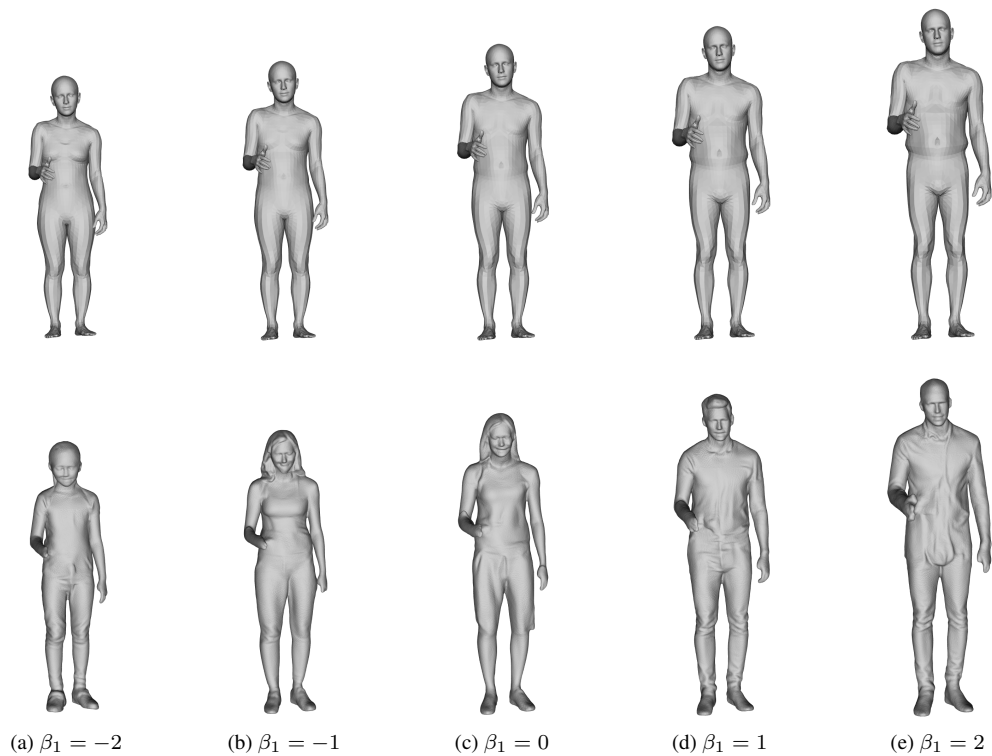 (a) β₁ = −2
(b) β₁ = −1
(c) β₁ = 0
(d) β₁ = 1
(e) β₁ = 2